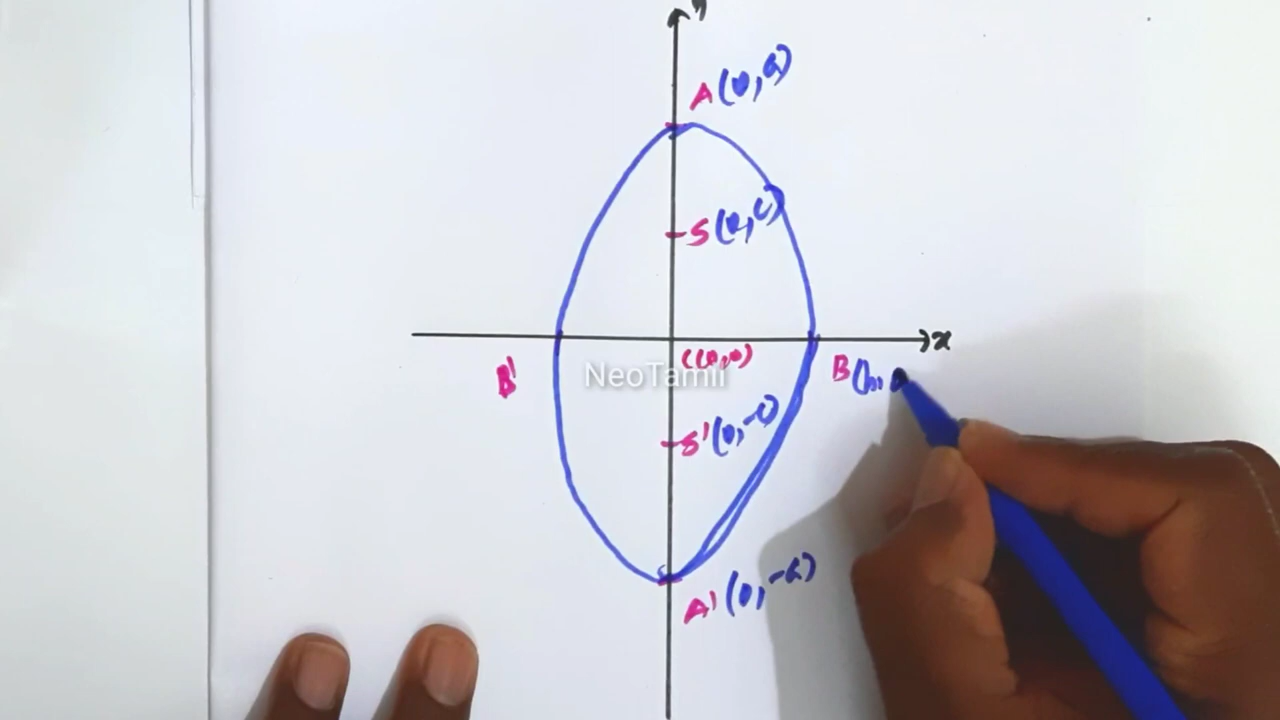 y
A(0,a)
S(0,c)
x
C(0,0)
B'
NeoTamil
B(b,0
S'(0,-c)
A'(0,-a)